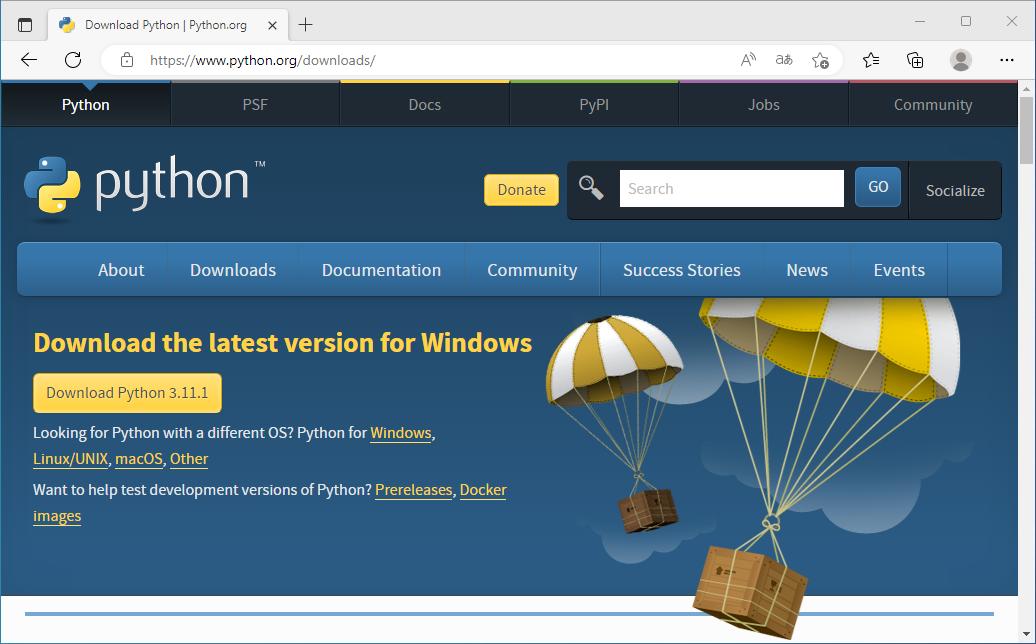 Download Python | Python.org
https://www.python.org/downloads/
Python PSF Docs PyPI Jobs Community
python™
Donate Search GO Socialize
About Downloads Documentation Community Success Stories News Events
Download the latest version for Windows
Download Python 3.11.1
Looking for Python with a different OS? Python for Windows,
Linux/UNIX, macOS, Other
Want to help test development versions of Python? Prereleases, Docker
images